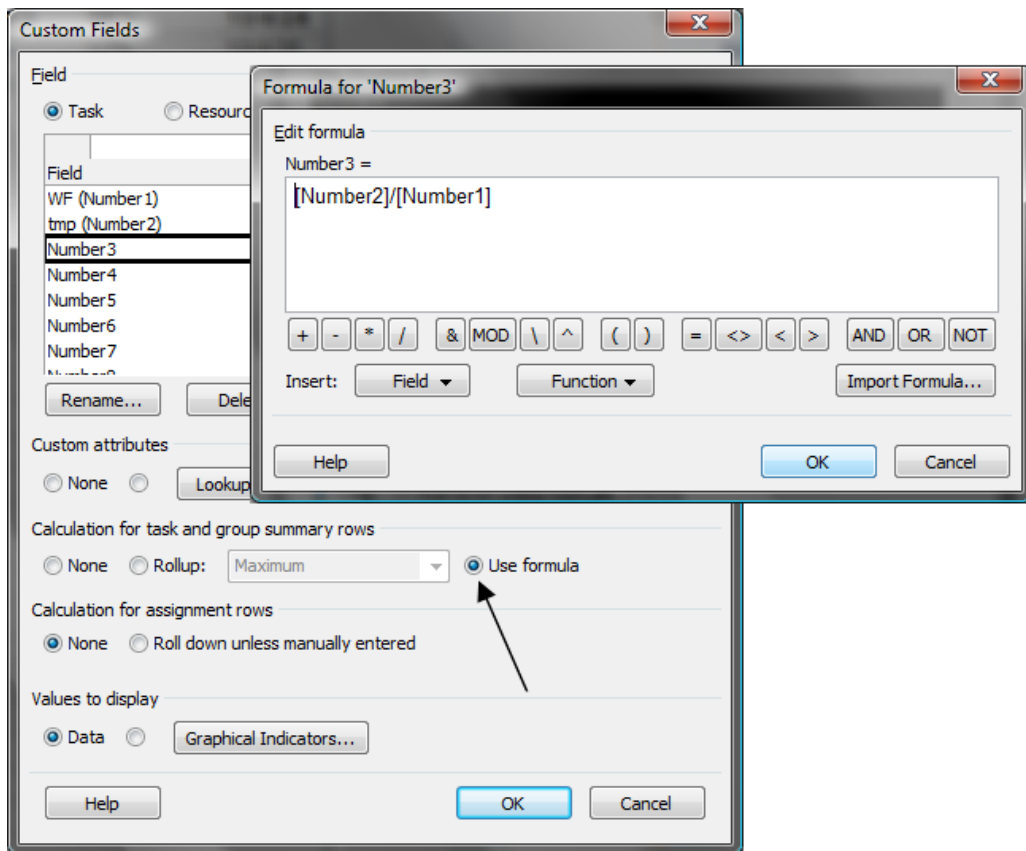 Custom Fields
Field
Task
Field
WF (Number1)
tmp (Number2)
Number3
Number4
Number5
Number6
Number7
Rename...
Custom attributes
None
Lookup
Calculation for task and group summary rows
None Rollup: Maximum Use formula
Calculation for assignment rows
None Roll down unless manually entered
Values to display
Data Graphical Indicators...
Help OK Cancel
Formula for 'Number3'
Edit formula
Number3 =
[Number2]/[Number1]
+ - * / & MOD \ ^ ( ) = <> < > AND OR NOT
Insert: Field Function Import Formula...
Help OK Cancel